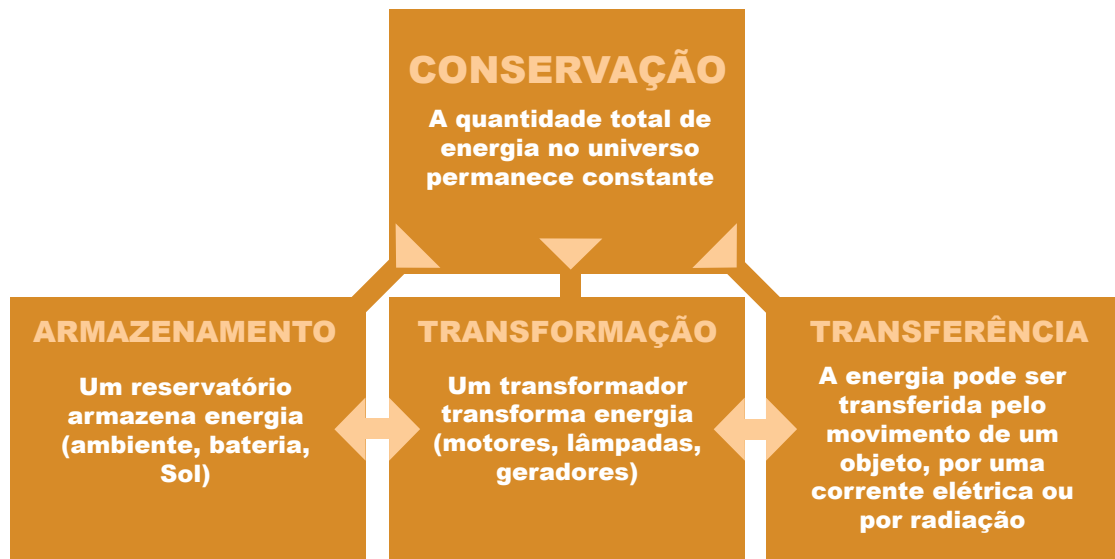 CONSERVAÇÃO
A quantidade total de
energia no universo
permanece constante
ARMAZENAMENTO
Um reservatório
armazena energia
(ambiente, bateria,
Sol)
TRANSFORMAÇÃO
Um transformador
transforma energia
(motores, lâmpadas,
geradores)
TRANSFERÊNCIA
A energia pode ser
transferida pelo
movimento de um
objeto, por uma
corrente elétrica ou
por radiação